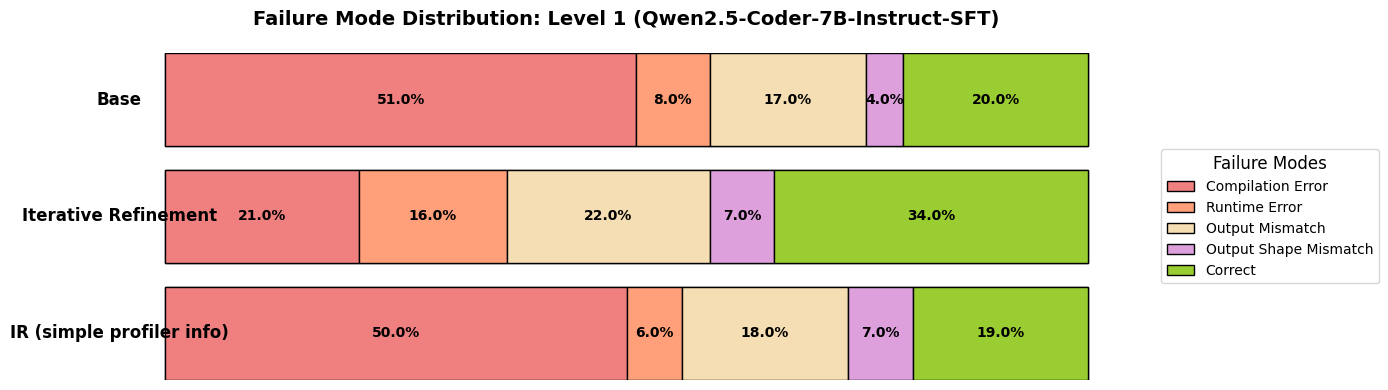 Failure Mode Distribution: Level 1 (Qwen2.5-Coder-7B-Instruct-SFT)
Base 51.0% 8.0% 17.0% 4.0% 20.0%
Iterative Refinement 21.0% 16.0% 22.0% 7.0% 34.0%
IR (simple profiler info) 50.0% 6.0% 18.0% 7.0% 19.0%
Failure Modes
Compilation Error
Runtime Error
Output Mismatch
Output Shape Mismatch
Correct